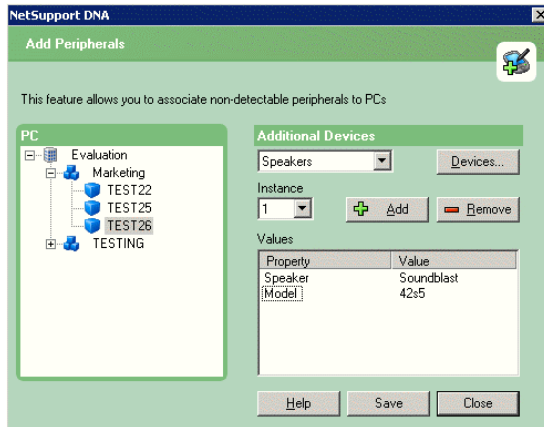 NetSupport DNA
Add Peripherals
This feature allows you to associate non-detectable peripherals to PCs
PC
Evaluation
Marketing
TEST22
TEST25
TEST26
TESTING
Additional Devices
Speakers
Devices...
Instance
1
Add
Remove
Values
Property Value
Speaker Soundblast
Model 42s5
Help
Save
Close